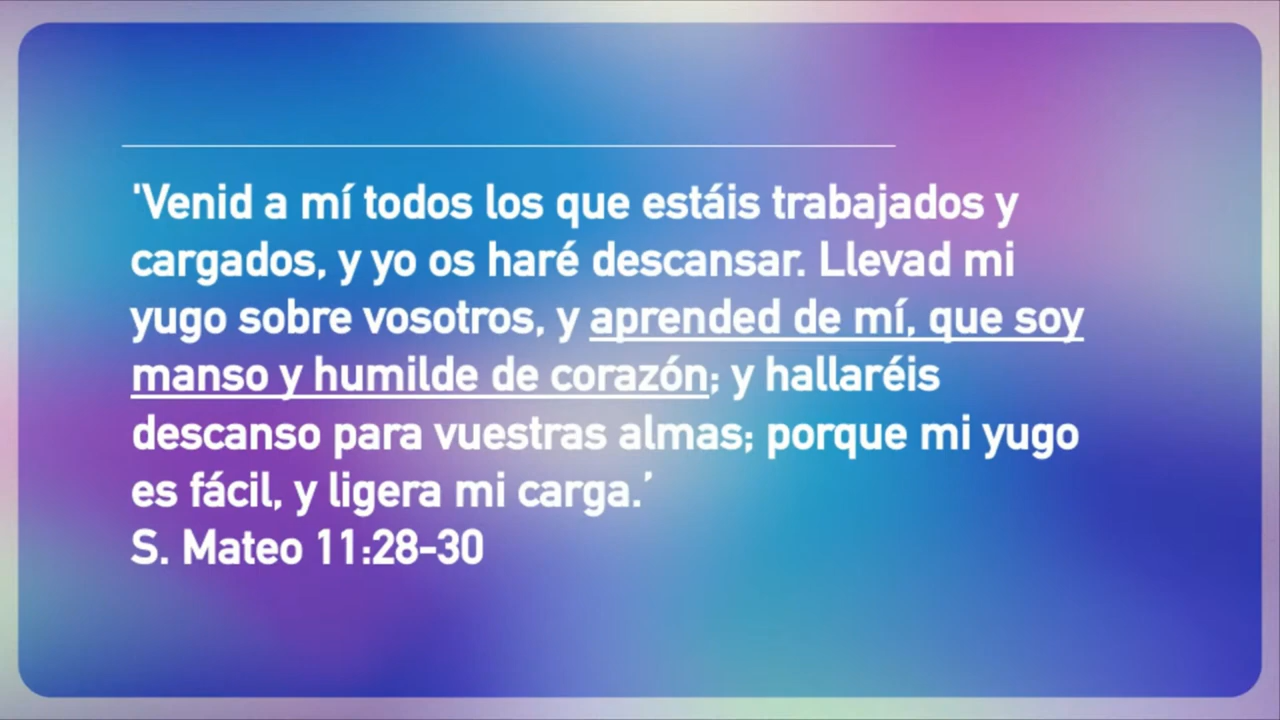 'Venid a mí todos los que estáis trabajados y
cargados, y yo os haré descansar. Llevad mi
yugo sobre vosotros, y aprended de mí, que soy
manso y humilde de corazón; y hallaréis
descanso para vuestras almas; porque mi yugo
es fácil, y ligera mi carga.’
S. Mateo 11:28-30